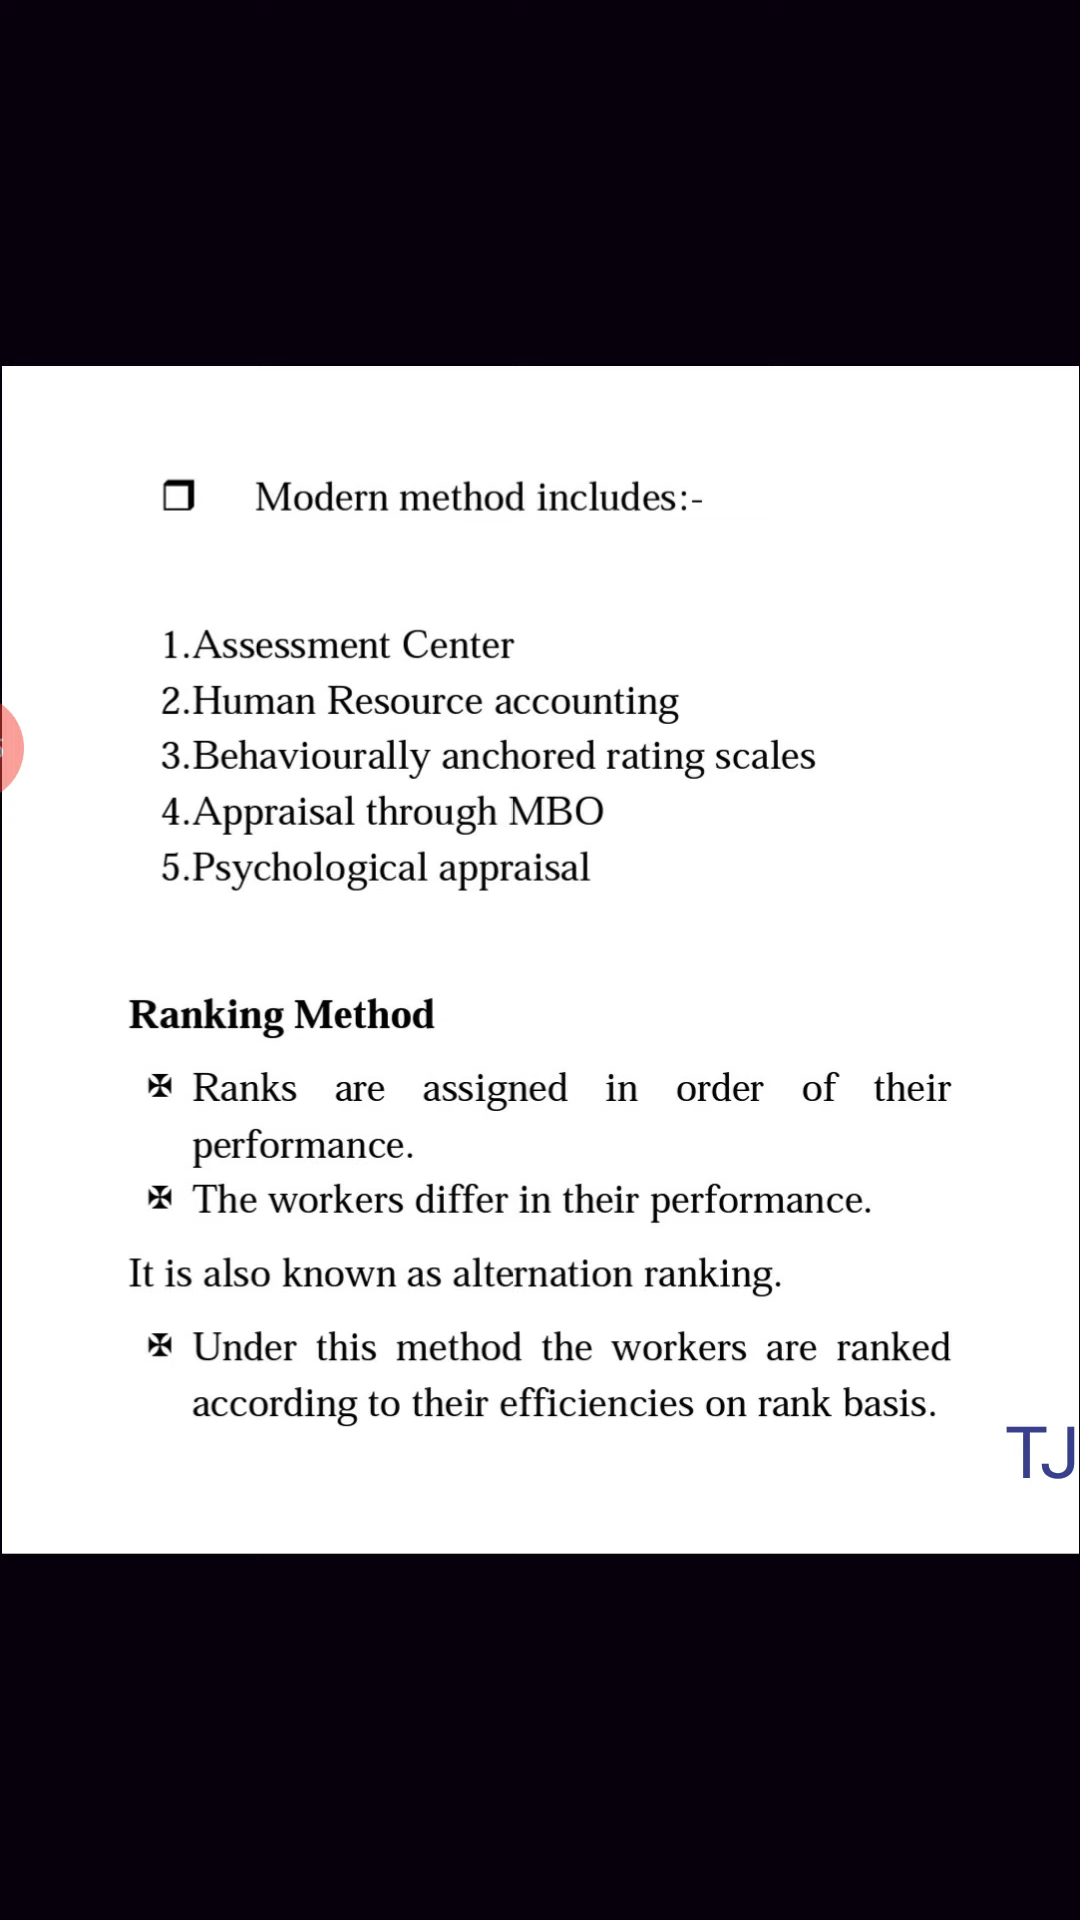 ❒ Modern method includes:-
1.Assessment Center
2.Human Resource accounting
3.Behaviourally anchored rating scales
4.Appraisal through MBO
5.Psychological appraisal
Ranking Method
✠ Ranks are assigned in order of their
performance.
✠ The workers differ in their performance.
It is also known as alternation ranking.
✠ Under this method the workers are ranked
according to their efficiencies on rank basis.
TJ